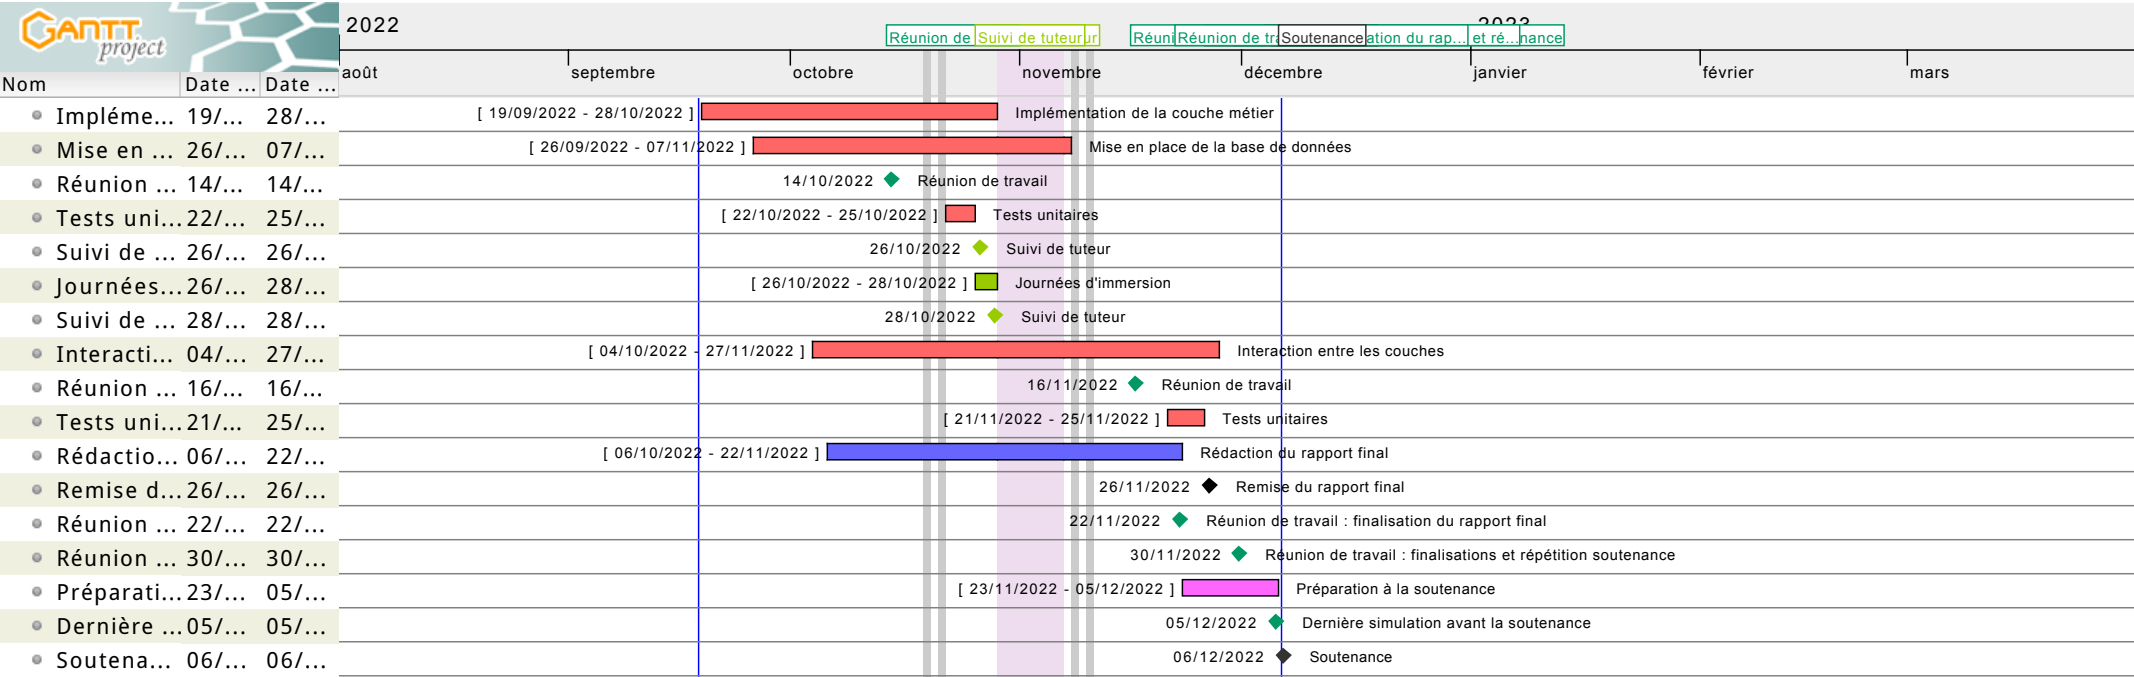 GANTT project
2022
2023
Réunion de
Suivi de tuteur
ur
Réuni
Réunion de tr
Soutenance
ation du rap...
et ré...
nance
août
septembre
octobre
novembre
décembre
janvier
février
mars
Nom Date ... Date ...
Impléme... 19/... 28/... [ 19/09/2022 - 28/10/2022 ] Implémentation de la couche métier
Mise en ... 26/... 07/... [ 26/09/2022 - 07/11/2022 ] Mise en place de la base de données
Réunion ... 14/... 14/... 14/10/2022 Réunion de travail
Tests uni... 22/... 25/... [ 22/10/2022 - 25/10/2022 ] Tests unitaires
Suivi de ... 26/... 26/... 26/10/2022 Suivi de tuteur
Journées... 26/... 28/... [ 26/10/2022 - 28/10/2022 ] Journées d'immersion
Suivi de ... 28/... 28/... 28/10/2022 Suivi de tuteur
Interacti... 04/... 27/... [ 04/10/2022 - 27/11/2022 ] Interaction entre les couches
Réunion ... 16/... 16/... 16/11/2022 Réunion de travail
Tests uni... 21/... 25/... [ 21/11/2022 - 25/11/2022 ] Tests unitaires
Rédactio... 06/... 22/... [ 06/10/2022 - 22/11/2022 ] Rédaction du rapport final
Remise d... 26/... 26/... 26/11/2022 Remise du rapport final
Réunion ... 22/... 22/... 22/11/2022 Réunion de travail : finalisation du rapport final
Réunion ... 30/... 30/... 30/11/2022 Réunion de travail : finalisations et répétition soutenance
Préparati... 23/... 05/... [ 23/11/2022 - 05/12/2022 ] Préparation à la soutenance
Dernière ... 05/... 05/... 05/12/2022 Dernière simulation avant la soutenance
Soutena... 06/... 06/... 06/12/2022 Soutenance